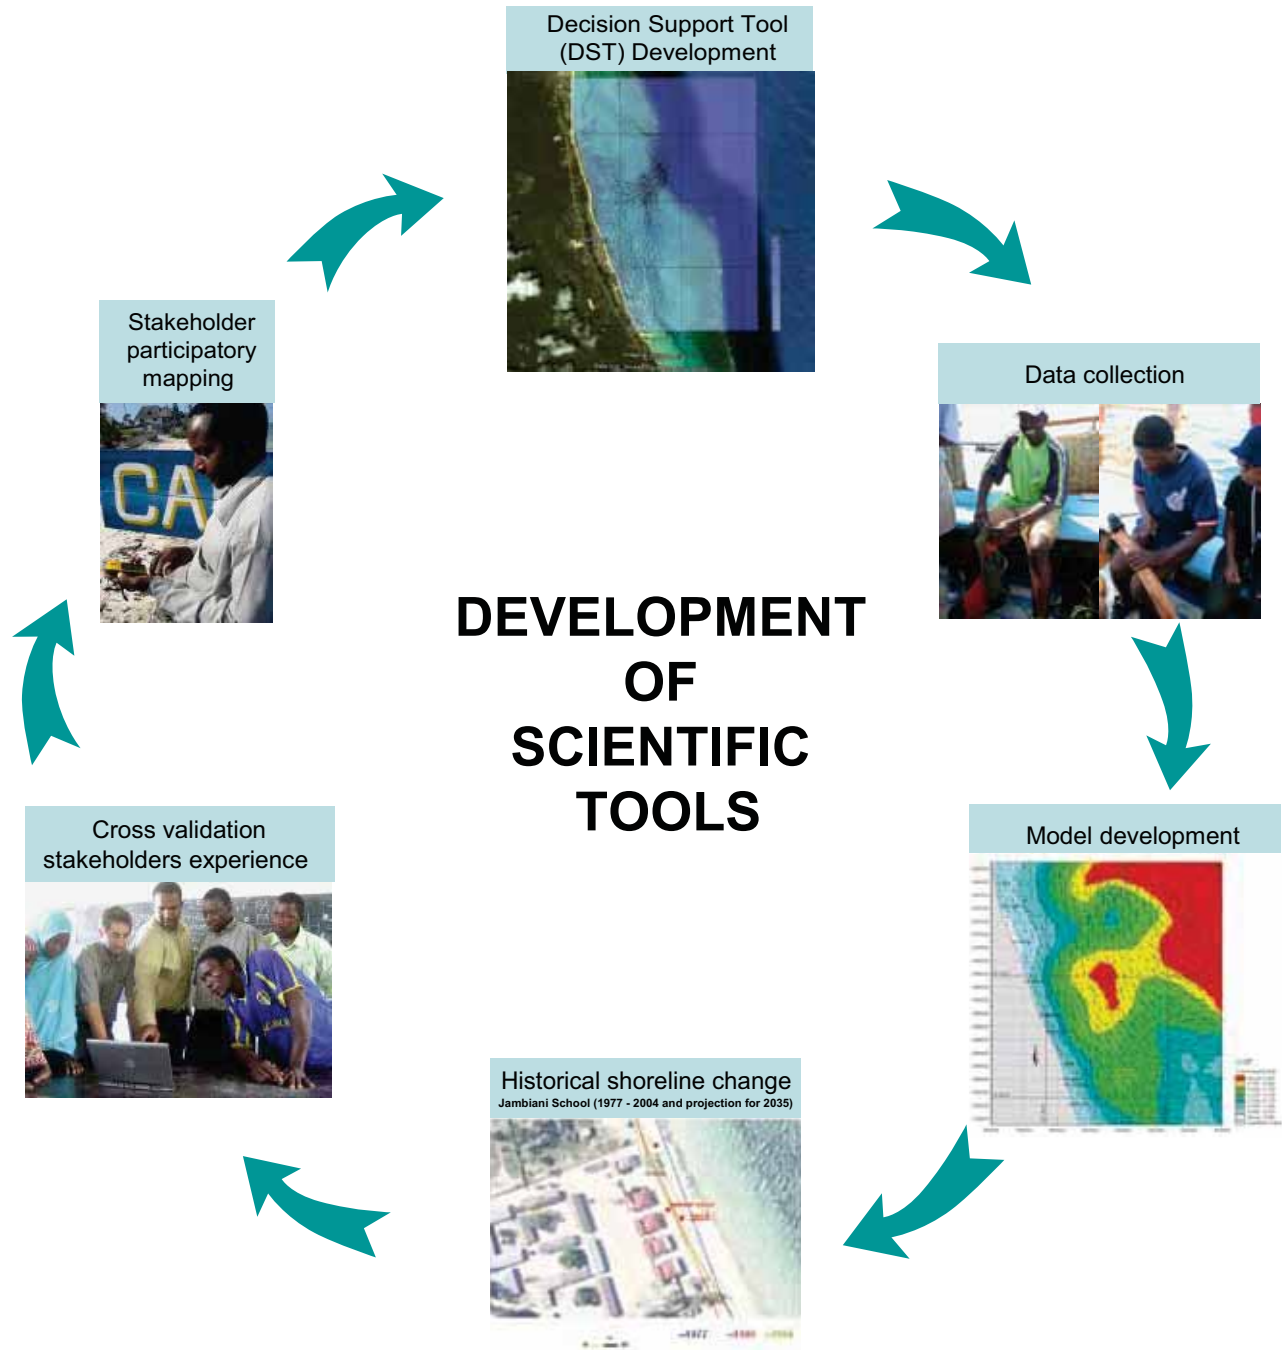 Decision Support Tool
(DST) Development
Stakeholder
participatory
mapping
Data collection
CA
DEVELOPMENT
OF
SCIENTIFIC
TOOLS
Cross validation
stakeholders experience
Model development
Historical shoreline change
Jambiani School (1977 - 2004 and projection for 2035)